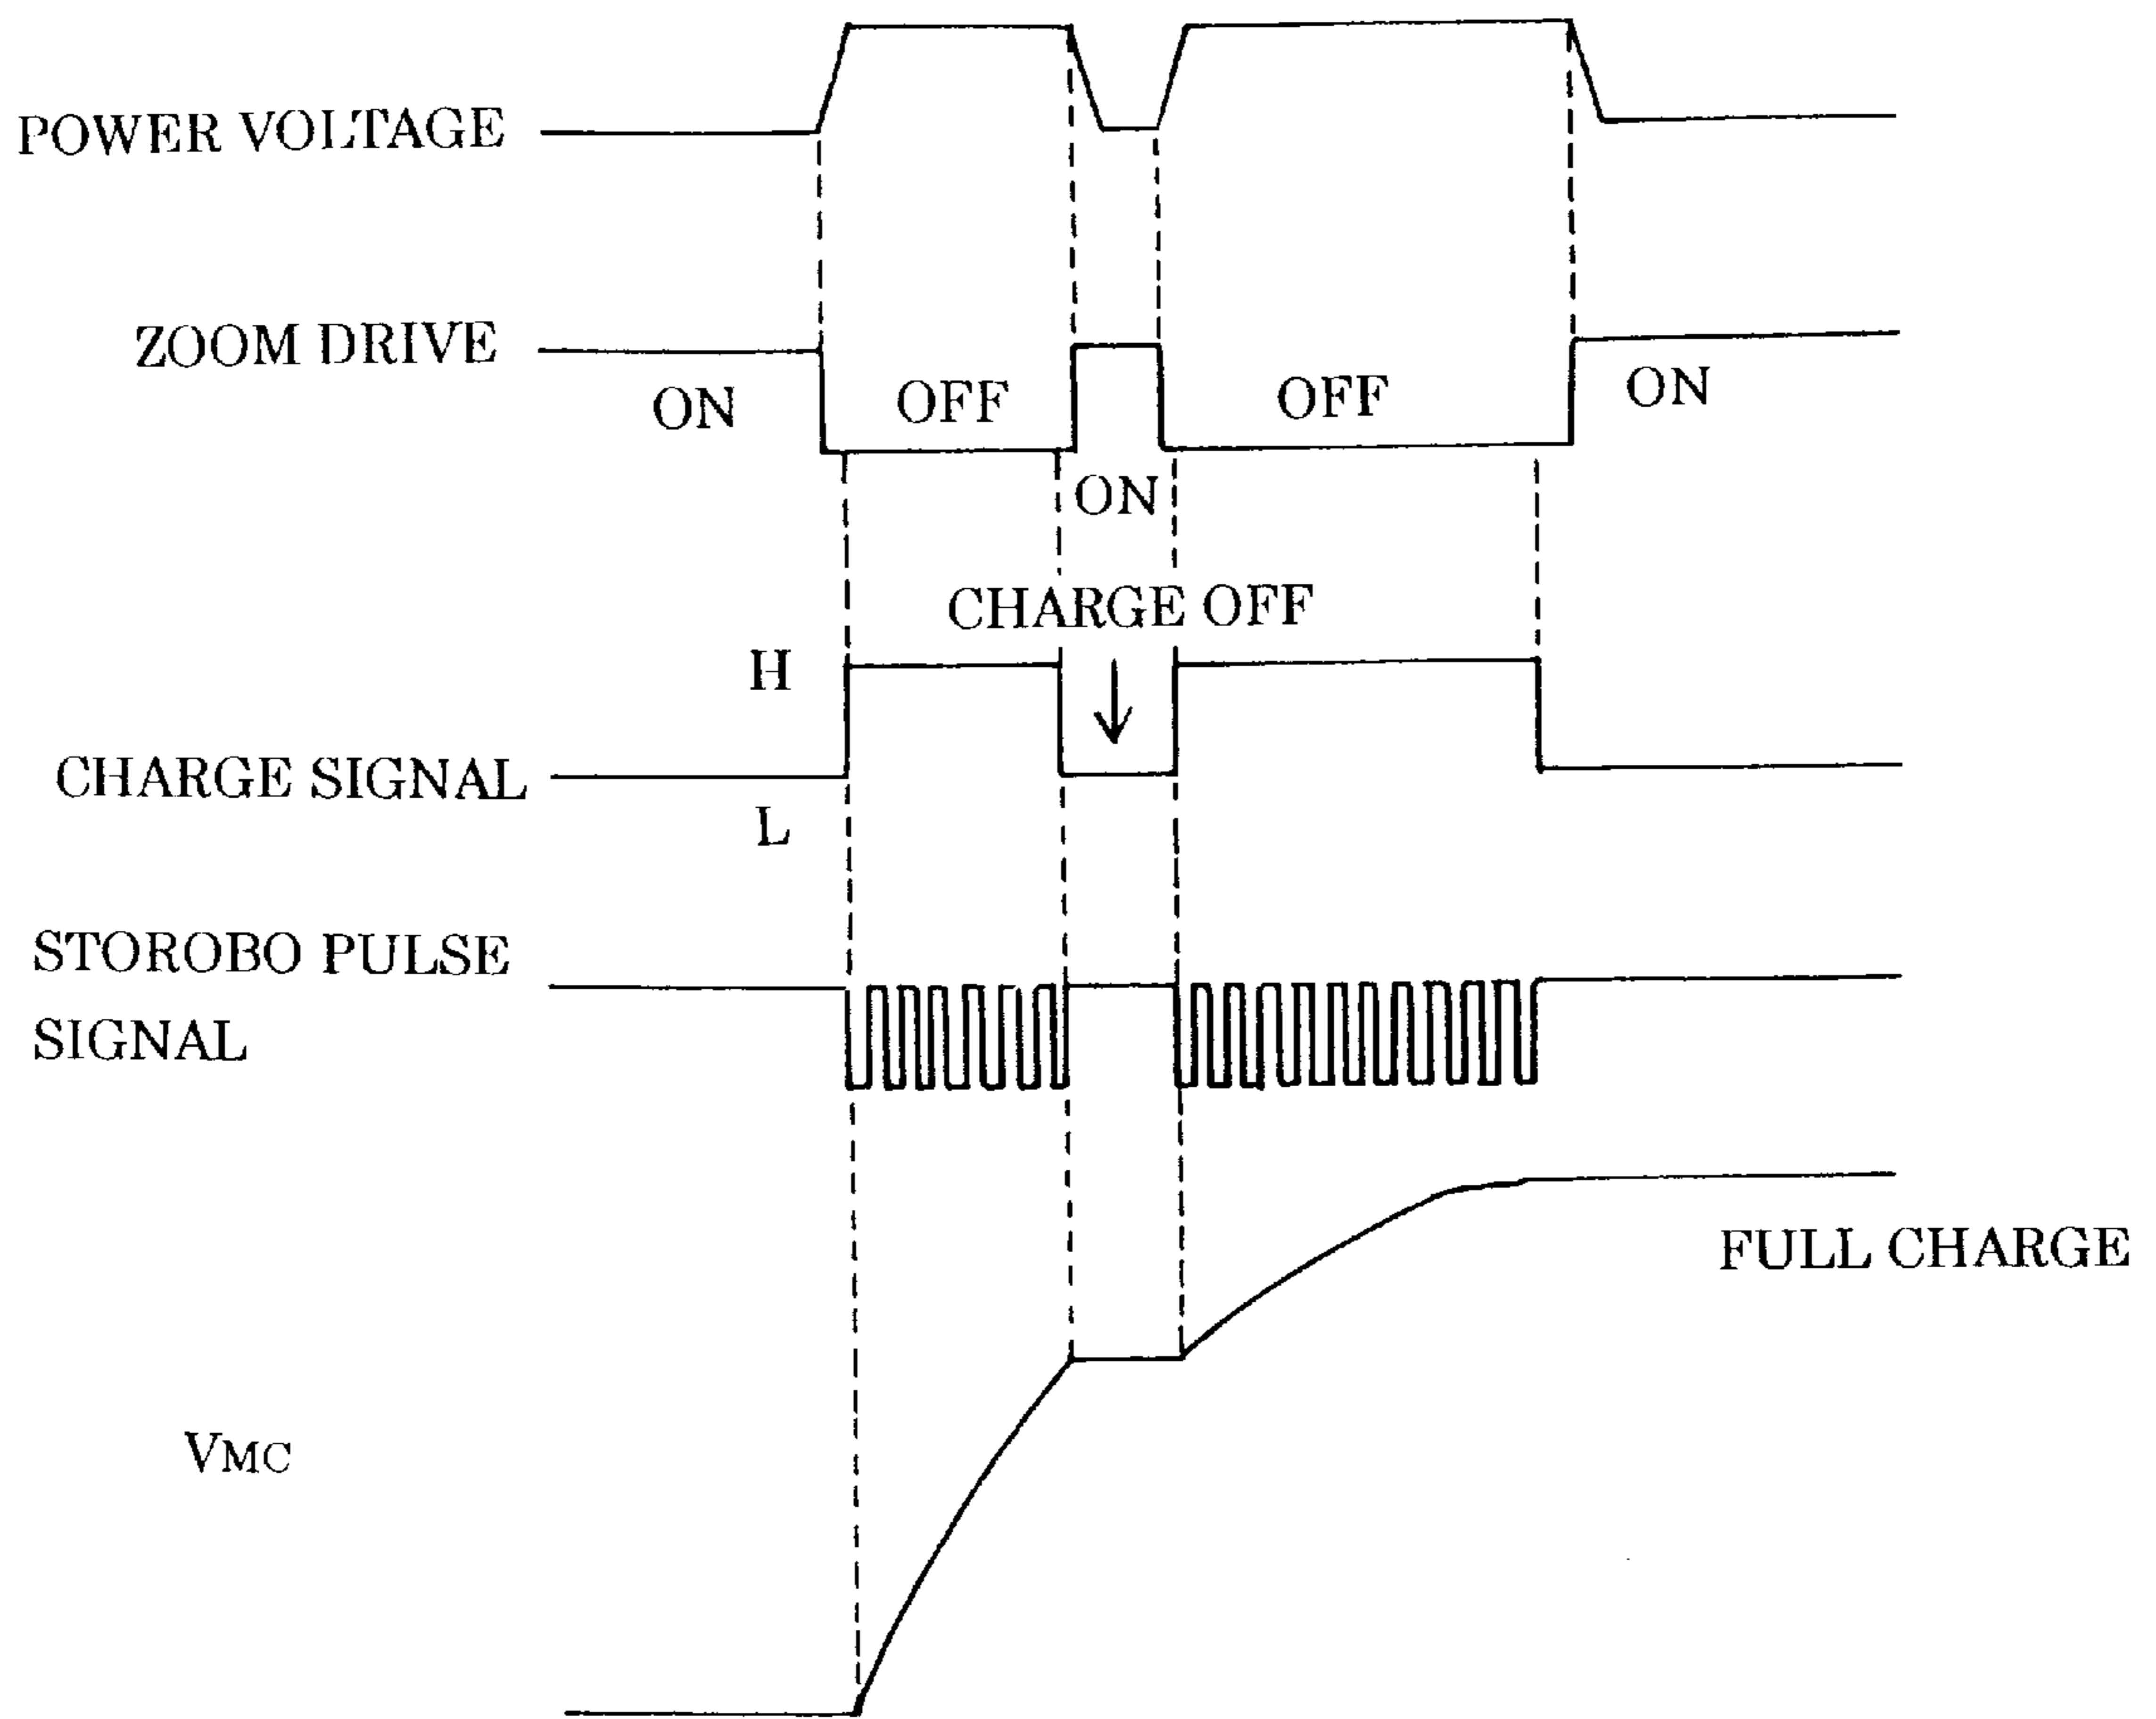 POWER VOLTAGE
ZOOM DRIVE
ON
OFF
OFF
ON
ON
CHARGE OFF
H
CHARGE SIGNAL
L
STOROBO PULSE
SIGNAL
FULL CHARGE
VMC